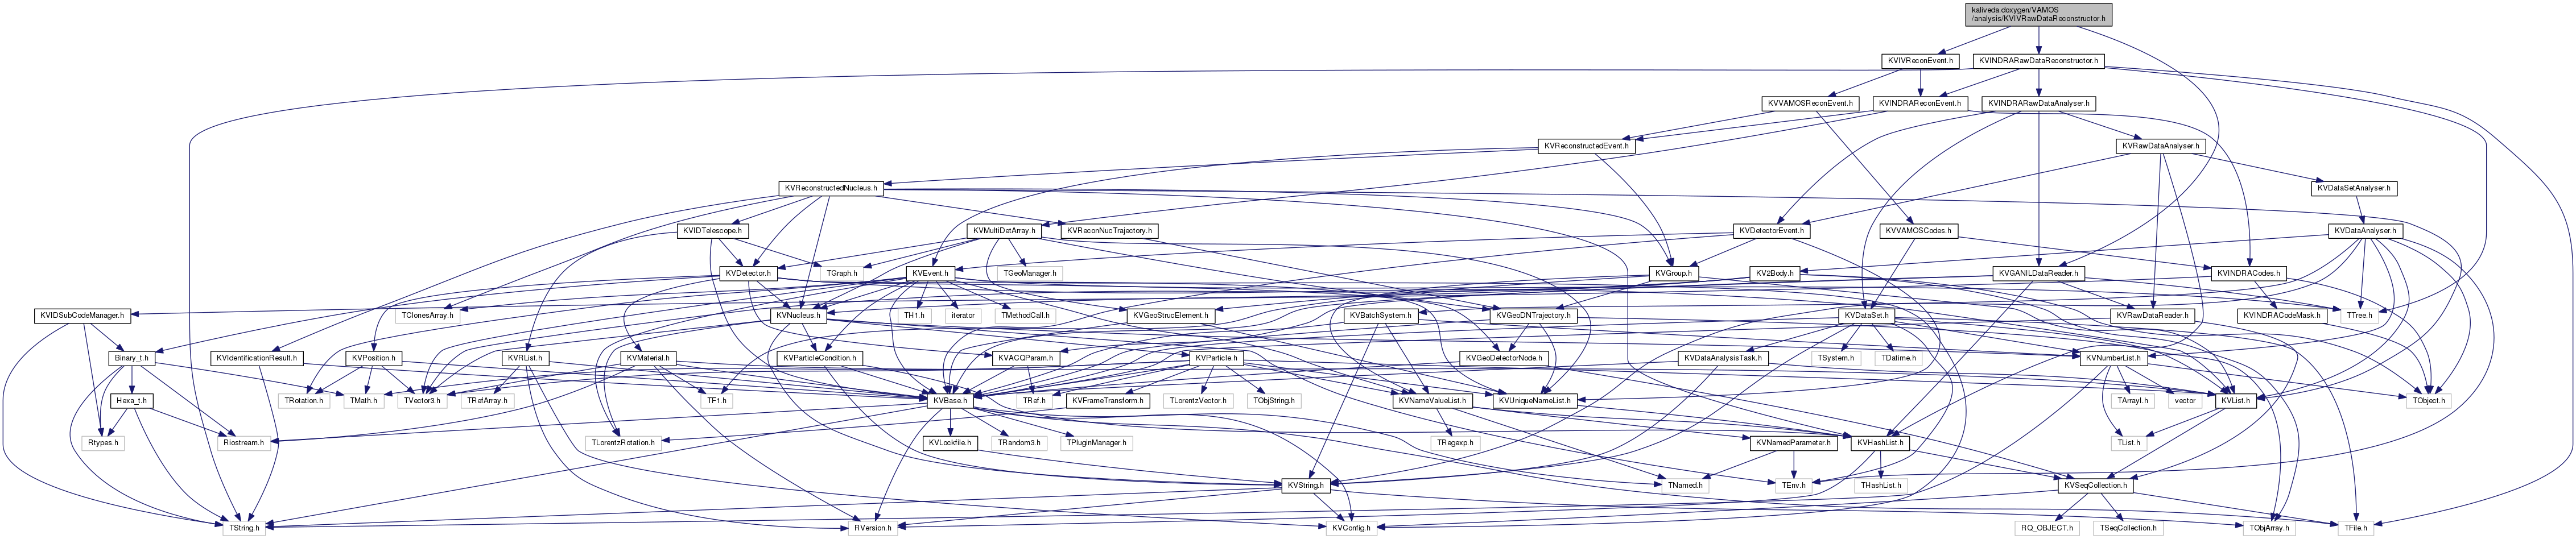 kaliveda.doxygen/VAMOS
/analysis/KVIVRawDataReconstructor.h
KVIVReconEvent.h
KVINDRARawDataReconstructor.h
KVVAMOSReconEvent.h
KVINDRAReconEvent.h
KVINDRARawDataAnalyser.h
KVReconstructedEvent.h
KVRawDataAnalyser.h
KVReconstructedNucleus.h
KVDataSetAnalyser.h
KVIDTelescope.h
KVMultiDetArray.h
KVReconNucTrajectory.h
KVDetectorEvent.h
KVVAMOSCodes.h
KVDataAnalyser.h
KVDetector.h
TGraph.h
KVEvent.h
TGeoManager.h
KVGroup.h
KV2Body.h
KVGANILDataReader.h
KVINDRACodes.h
KVIDSubCodeManager.h
TClonesArray.h
KVNucleus.h
TH1.h
iterator
TMethodCall.h
KVGeoStrucElement.h
KVGeoDNTrajectory.h
KVBatchSystem.h
KVDataSet.h
KVRawDataReader.h
KVINDRACodeMask.h
TTree.h
Binary_t.h
KVIdentificationResult.h
KVPosition.h
KVRList.h
KVMaterial.h
KVParticleCondition.h
KVACQParam.h
KVParticle.h
KVGeoDetectorNode.h
KVDataAnalysisTask.h
TSystem.h
TDatime.h
KVNumberList.h
Hexa_t.h
TRotation.h
TMath.h
TVector3.h
TRefArray.h
TF1.h
KVBase.h
TRef.h
KVFrameTransform.h
TLorentzVector.h
TObjString.h
KVNameValueList.h
KVUniqueNameList.h
TArrayI.h
vector
KVList.h
TObject.h
Rtypes.h
Riostream.h
TLorentzRotation.h
KVLockfile.h
TRandom3.h
TPluginManager.h
TRegexp.h
KVNamedParameter.h
KVHashList.h
TList.h
KVString.h
TNamed.h
TEnv.h
THashList.h
KVSeqCollection.h
TString.h
RVersion.h
KVConfig.h
RQ_OBJECT.h
TSeqCollection.h
TObjArray.h
TFile.h